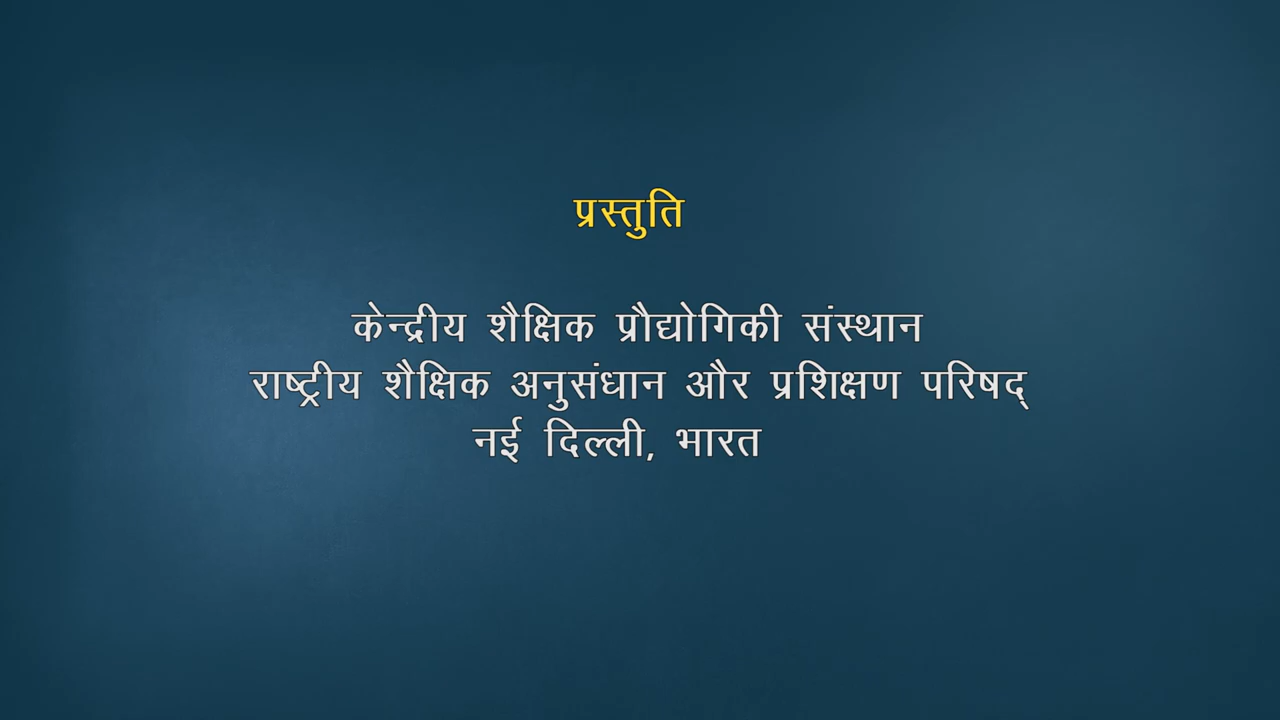 प्रस्तुति
केन्द्रीय शैक्षिक प्रौद्योगिकी संस्थान
राष्ट्रीय शैक्षिक अनुसंधान और प्रशिक्षण परिषद्
नई दिल्ली, भारत